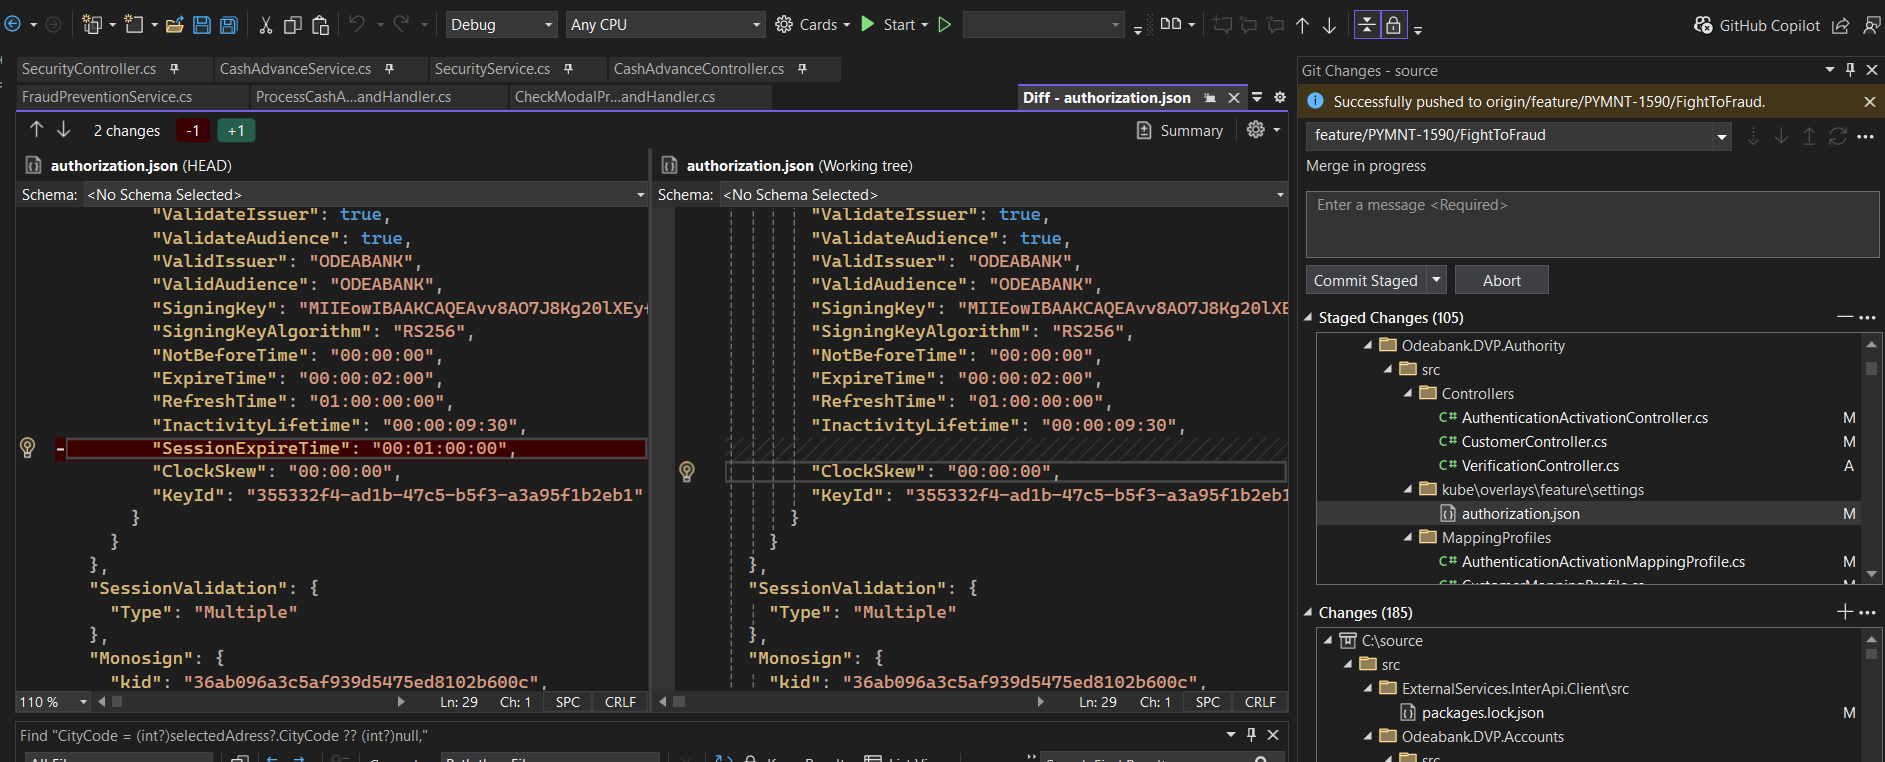 Debug
Any CPU
Cards
Start
GitHub Copilot
SecurityController.cs
CashAdvanceService.cs
SecurityService.cs
CashAdvanceController.cs
FraudPreventionService.cs
ProcessCashA...andHandler.cs
CheckModalPr...andHandler.cs
Diff - authorization.json
2 changes
-1
+1
Summary
authorization.json (HEAD)
Schema: <No Schema Selected>
"ValidateIssuer": true,
"ValidateAudience": true,
"ValidIssuer": "ODEABANK",
"ValidAudience": "ODEABANK",
"SigningKey": "MIIEowIBAAKCAQEAvv8AO7J8Kg20lXEy
"SigningKeyAlgorithm": "RS256",
"NotBeforeTime": "00:00:00",
"ExpireTime": "00:00:02:00",
"RefreshTime": "01:00:00:00",
"InactivityLifetime": "00:00:09:30",
- "SessionExpireTime": "00:01:00:00",
"ClockSkew": "00:00:00",
"KeyId": "355332f4-ad1b-47c5-b5f3-a3a95f1b2eb1"
}
}
},
"SessionValidation": {
"Type": "Multiple"
},
"Monosign": {
"kid": "36ab096a3c5af939d5475ed8102b600c",
110 %
Ln: 29
Ch: 1
SPC
CRLF
authorization.json (Working tree)
Schema: <No Schema Selected>
"ValidateIssuer": true,
"ValidateAudience": true,
"ValidIssuer": "ODEABANK",
"ValidAudience": "ODEABANK",
"SigningKey": "MIIEowIBAAKCAQEAvv8AO7J8Kg20lXE
"SigningKeyAlgorithm": "RS256",
"NotBeforeTime": "00:00:00",
"ExpireTime": "00:00:02:00",
"RefreshTime": "01:00:00:00",
"InactivityLifetime": "00:00:09:30",
"ClockSkew": "00:00:00",
"KeyId": "355332f4-ad1b-47c5-b5f3-a3a95f1b2eb1
}
}
},
"SessionValidation": {
"Type": "Multiple"
},
"Monosign": {
"kid": "36ab096a3c5af939d5475ed8102b600c",
Ln: 29
Ch: 1
SPC
CRLF
Find "CityCode = (int?)selectedAdress?.CityCode ?? (int?)null,"
Git Changes - source
Successfully pushed to origin/feature/PYMNT-1590/FightToFraud.
feature/PYMNT-1590/FightToFraud
Merge in progress
Enter a message <Required>
Commit Staged
Abort
Staged Changes (105)
Odeabank.DVP.Authority
src
Controllers
C# AuthenticationActivationController.cs M
C# CustomerController.cs M
C# VerificationController.cs A
kube\overlays\feature\settings
authorization.json M
MappingProfiles
C# AuthenticationActivationMappingProfile.cs M
C# CustomerMappingProfile.cs M
Changes (185)
C:\source
src
ExternalServices.InterApi.Client\src
packages.lock.json M
Odeabank.DVP.Accounts
src